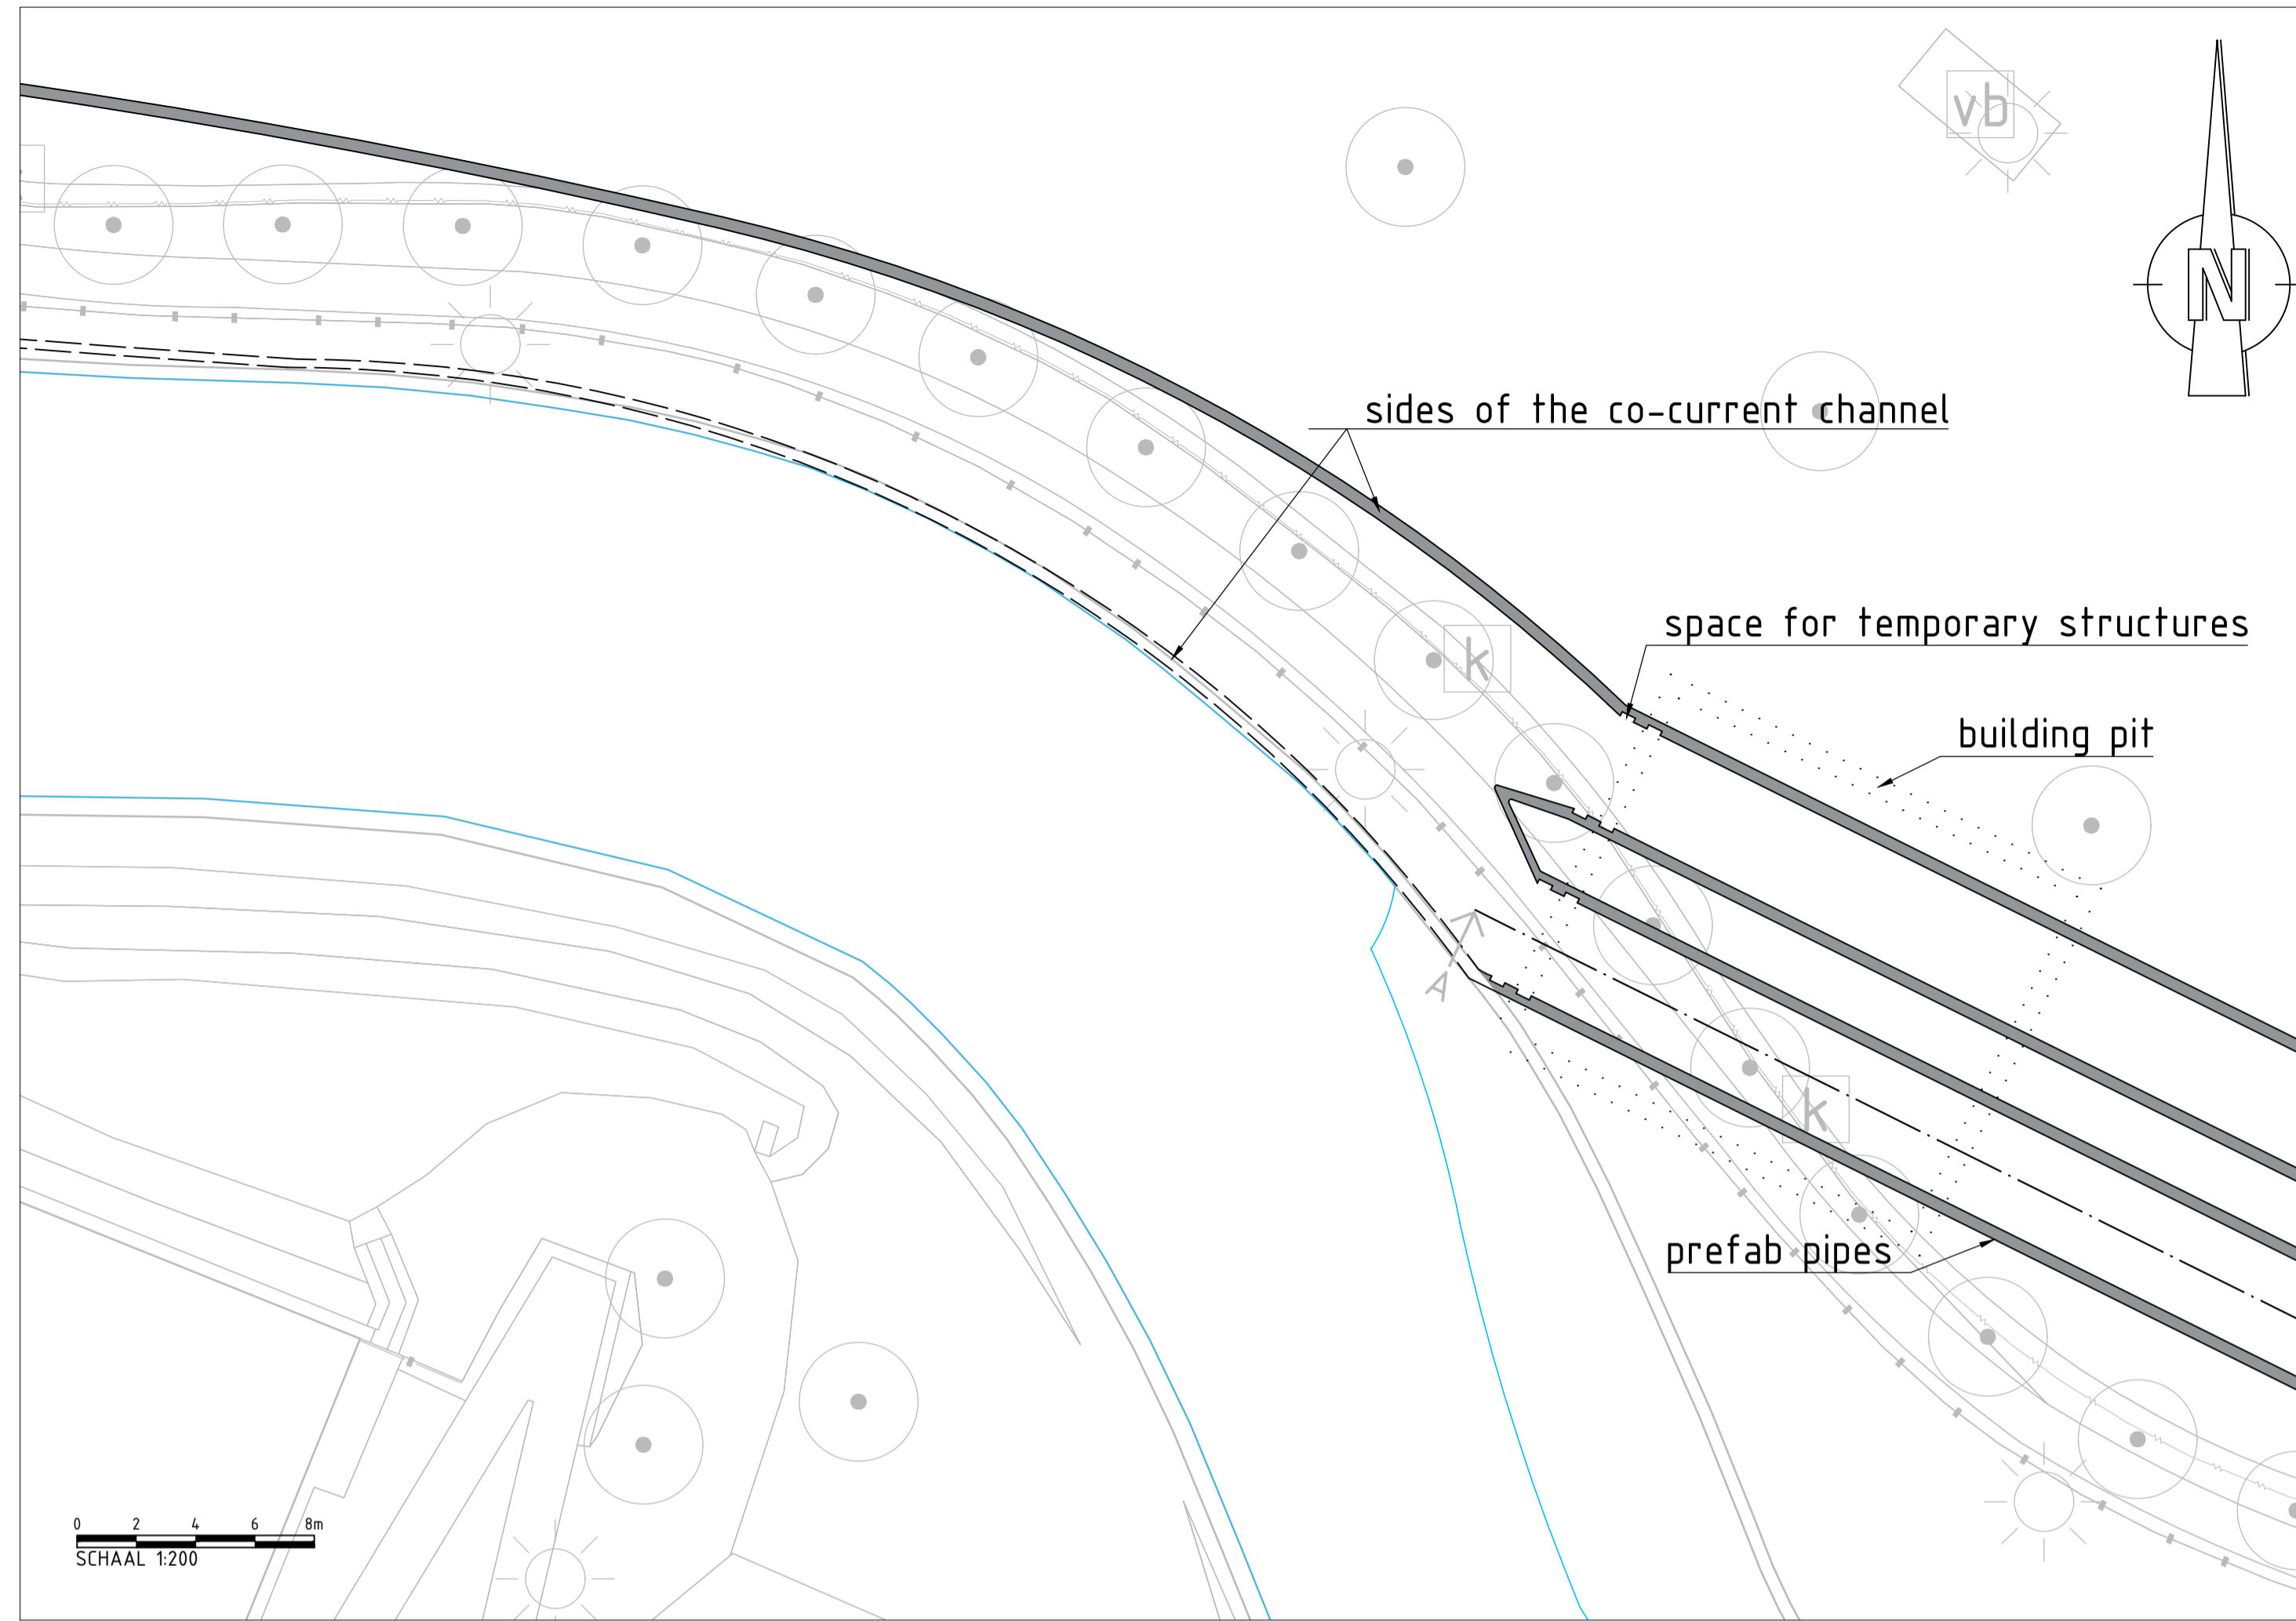 vb
N
sides of the co-current channel
space for temporary structures
k
building pit
A
k
prefab pipes
0 2 4 6 8m
SCHAAL 1:200